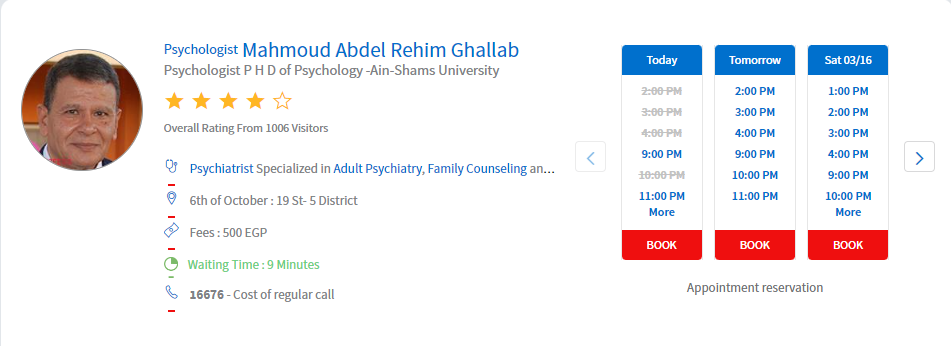 Psychologist Mahmoud Abdel Rehim Ghallab
Psychologist P H D of Psychology -Ain-Shams University
Overall Rating From 1006 Visitors
Psychiatrist Specialized in Adult Psychiatry, Family Counseling an...
6th of October : 19 St- 5 District
Fees : 500 EGP
Waiting Time : 9 Minutes
16676 - Cost of regular call
Today
2:00 PM
3:00 PM
4:00 PM
9:00 PM
10:00 PM
11:00 PM
More
BOOK
Tomorrow
2:00 PM
3:00 PM
4:00 PM
9:00 PM
10:00 PM
11:00 PM
BOOK
Sat 03/16
1:00 PM
2:00 PM
3:00 PM
4:00 PM
9:00 PM
10:00 PM
More
BOOK
Appointment reservation